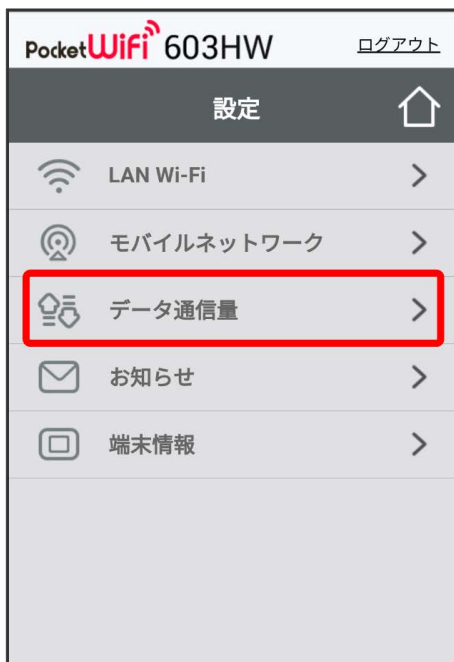 PocketWiFi 603HW ログアウト
設定
LAN Wi-Fi
モバイルネットワーク
データ通信量
お知らせ
端末情報